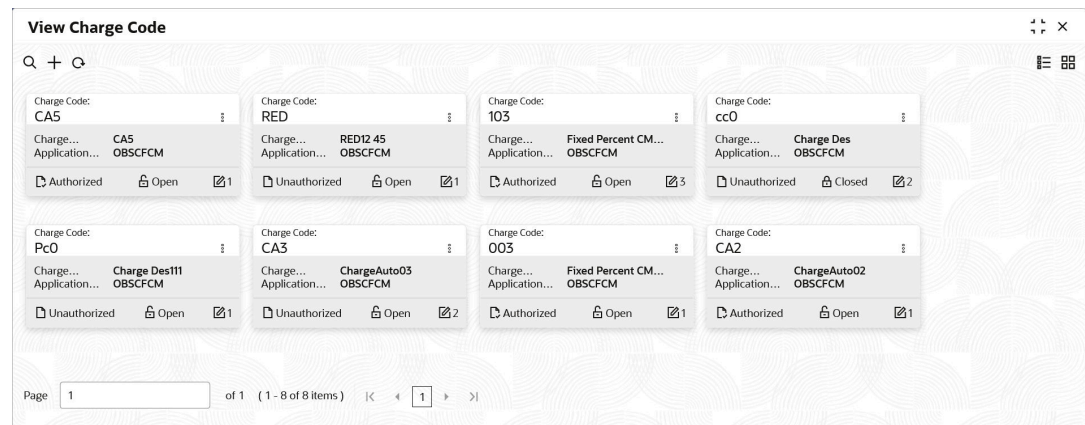 View Charge Code
Charge Code: Charge Code: Charge Code: Charge Code:
CA5 RED 103 cc0
Charge... CA5 Charge... RED12 45 Charge... Fixed Percent CM... Charge... Charge Des
Application... OBSCFCM Application... OBSCFCM Application... OBSCFCM Application... OBSCFCM
Authorized Open 1 Unauthorized Open 1 Authorized Open 3 Unauthorized Closed 2
Charge Code: Charge Code: Charge Code: Charge Code:
Pc0 CA3 003 CA2
Charge... Charge Des111 Charge... ChargeAuto03 Charge... Fixed Percent CM... Charge... ChargeAuto02
Application... OBSCFCM Application... OBSCFCM Application... OBSCFCM Application... OBSCFCM
Unauthorized Open 1 Unauthorized Open 2 Authorized Open 1 Authorized Open 1
Page 1 of 1 ( 1 - 8 of 8 items ) 1